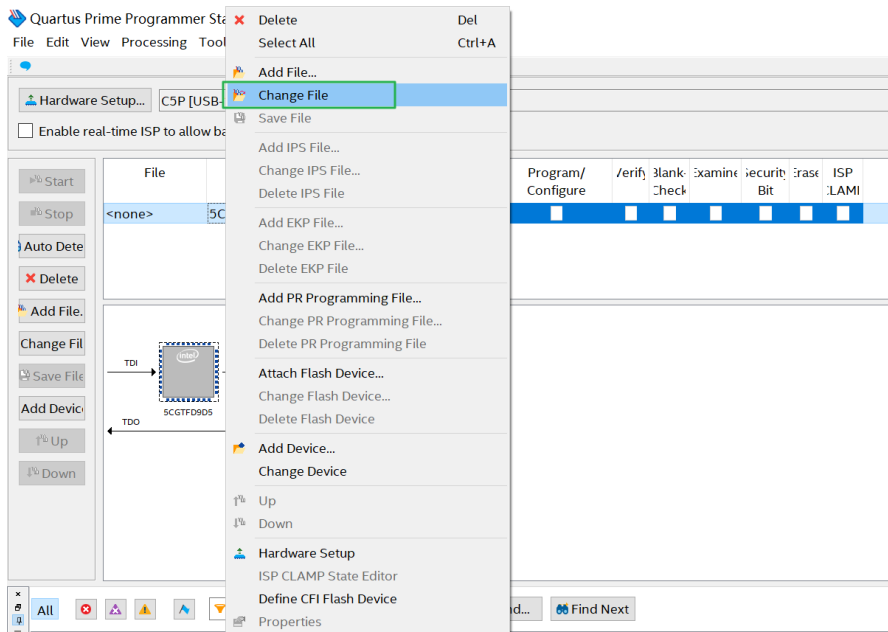 Quartus Prime Programmer Sta
File Edit View Processing Tool
Hardware Setup... C5P [USB-
Enable real-time ISP to allow ba
Start
Stop
Auto Dete
Delete
Add File.
Change Fil
Save File
Add Devic
Up
Down
File
Program/
Configure
Verify
Blank-
Check
Examine
Security
Bit
Erase
ISP
CLAMP
<none> 5C
TDI
intel
5CGTFD9D5
TDO
Delete Del
Select All Ctrl+A
Add File...
Change File
Save File
Add IPS File...
Change IPS File...
Delete IPS File
Add EKP File...
Change EKP File...
Delete EKP File
Add PR Programming File...
Change PR Programming File...
Delete PR Programming File
Attach Flash Device...
Change Flash Device...
Delete Flash Device
Add Device...
Change Device
Up
Down
Hardware Setup
ISP CLAMP State Editor
Define CFI Flash Device
Properties
All
d...
Find Next